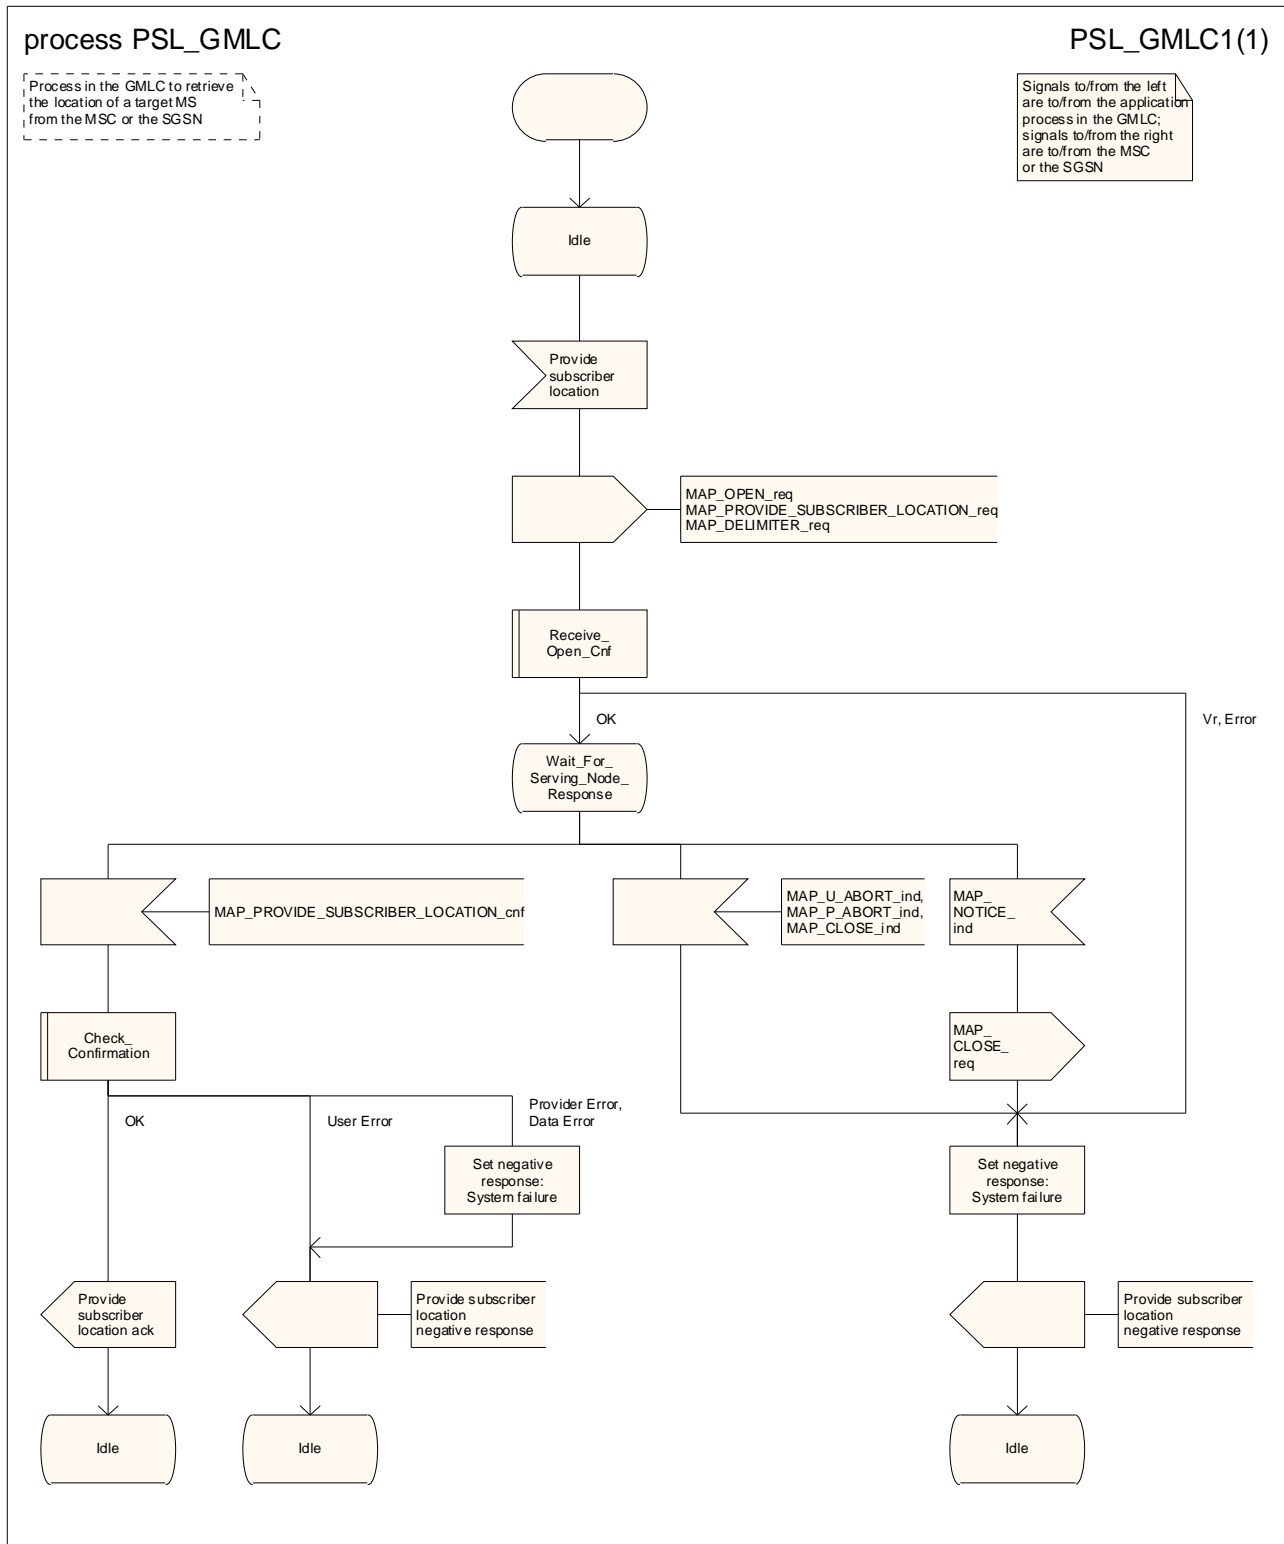 process PSL_GMLC
PSL_GMLC1(1)
Process in the GMLC to retrieve
the location of a target MS
from the MSC or the SGSN
Signals to/from the left
are to/from the application
process in the GMLC;
signals to/from the right
are to/from the MSC
or the SGSN
Idle
Provide
subscriber
location
MAP_OPEN_req
MAP_PROVIDE_SUBSCRIBER_LOCATION_req
MAP_DELIMITER_req
Receive_
Open_Cnf
OK
Vr, Error
Wait_For_
Serving_Node_
Response
MAP_PROVIDE_SUBSCRIBER_LOCATION_cnf
MAP_U_ABORT_ind,
MAP_P_ABORT_ind,
MAP_CLOSE_ind
MAP_
NOTICE_
ind
Check_
Confirmation
MAP_
CLOSE_
req
OK
User Error
Provider Error,
Data Error
Set negative
response:
System failure
Set negative
response:
System failure
Provide
subscriber
location ack
Provide subscriber
location
negative response
Provide subscriber
location
negative response
Idle
Idle
Idle